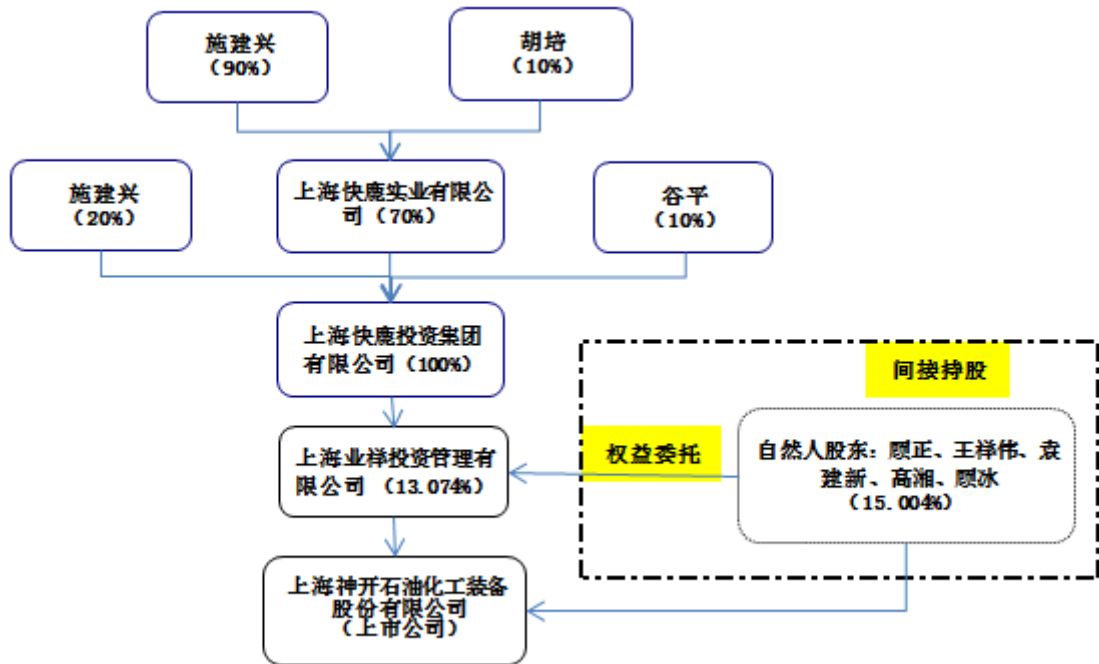 施建兴
（90%）
胡培
（10%）
施建兴
（20%）
上海快鹿实业有限公
司（70%）
谷平
（10%）
上海快鹿投资集团
有限公司（100%）
间接持股
权益委托
自然人股东：顾正、王祥伟、袁
建新、高湘、顾冰
（15.004%）
上海业祥投资管理有
限公司（13.074%）
上海神开石油化工装备
股份有限公司
（上市公司）